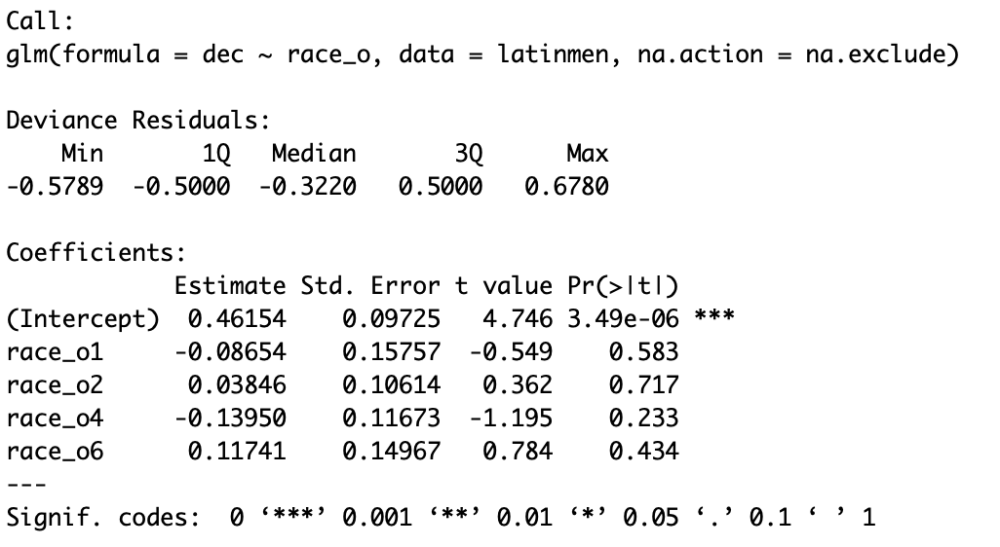 Call:
glm(formula = dec ~ race_o, data = latinmen, na.action = na.exclude)
Deviance Residuals:
Min 1Q Median 3Q Max
-0.5789 -0.5000 -0.3220 0.5000 0.6780
Coefficients:
Estimate Std. Error t value Pr(>|t|)
(Intercept) 0.46154 0.09725 4.746 3.49e-06 ***
race_o1 -0.08654 0.15757 -0.549 0.583
race_o2 0.03846 0.10614 0.362 0.717
race_o4 -0.13950 0.11673 -1.195 0.233
race_o6 0.11741 0.14967 0.784 0.434
---
Signif. codes: 0 ‘***’ 0.001 ‘**’ 0.01 ‘*’ 0.05 ‘.’ 0.1 ‘ ’ 1